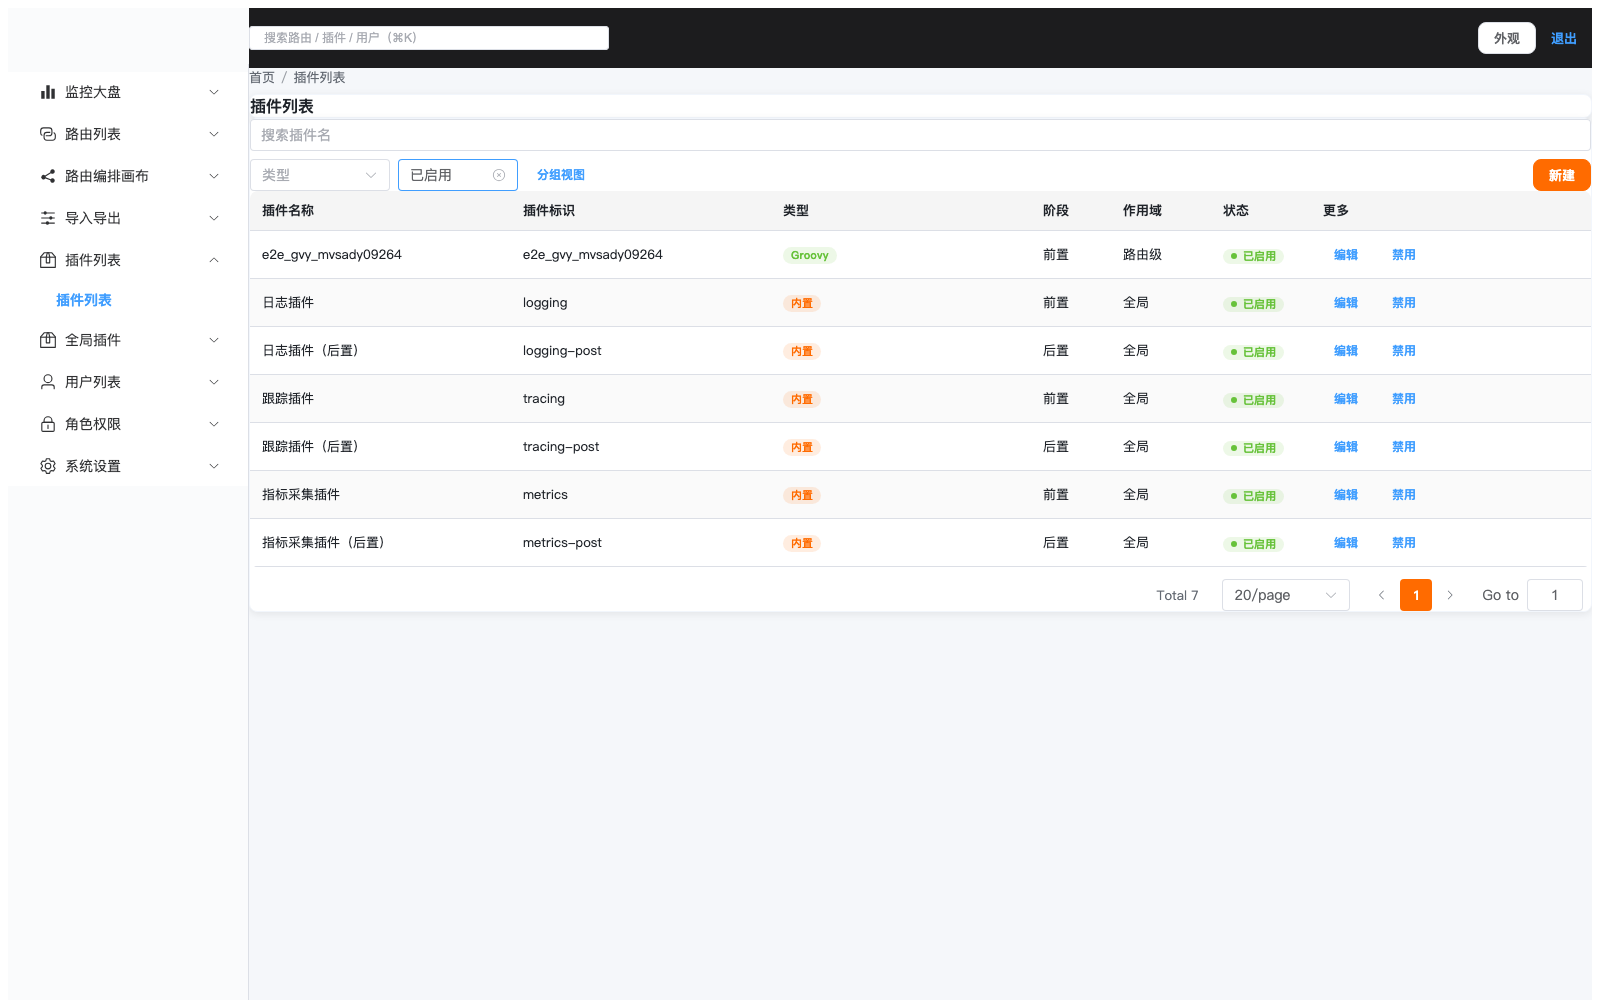 搜索路由 / 插件 / 用户（⌘K）
外观
退出
监控大盘
路由列表
路由编排画布
导入导出
插件列表
插件列表
全局插件
用户列表
角色权限
系统设置
首页 / 插件列表
插件列表
搜索插件名
类型 已启用 分组视图 新建
插件名称 插件标识 类型 阶段 作用域 状态 更多
e2e_gvy_mvsady09264 e2e_gvy_mvsady09264 Groovy 前置 路由级 已启用 编辑 禁用
日志插件 logging 内置 前置 全局 已启用 编辑 禁用
日志插件（后置） logging-post 内置 后置 全局 已启用 编辑 禁用
跟踪插件 tracing 内置 前置 全局 已启用 编辑 禁用
跟踪插件（后置） tracing-post 内置 后置 全局 已启用 编辑 禁用
指标采集插件 metrics 内置 前置 全局 已启用 编辑 禁用
指标采集插件（后置） metrics-post 内置 后置 全局 已启用 编辑 禁用
Total 7 20/page 1 Go to 1